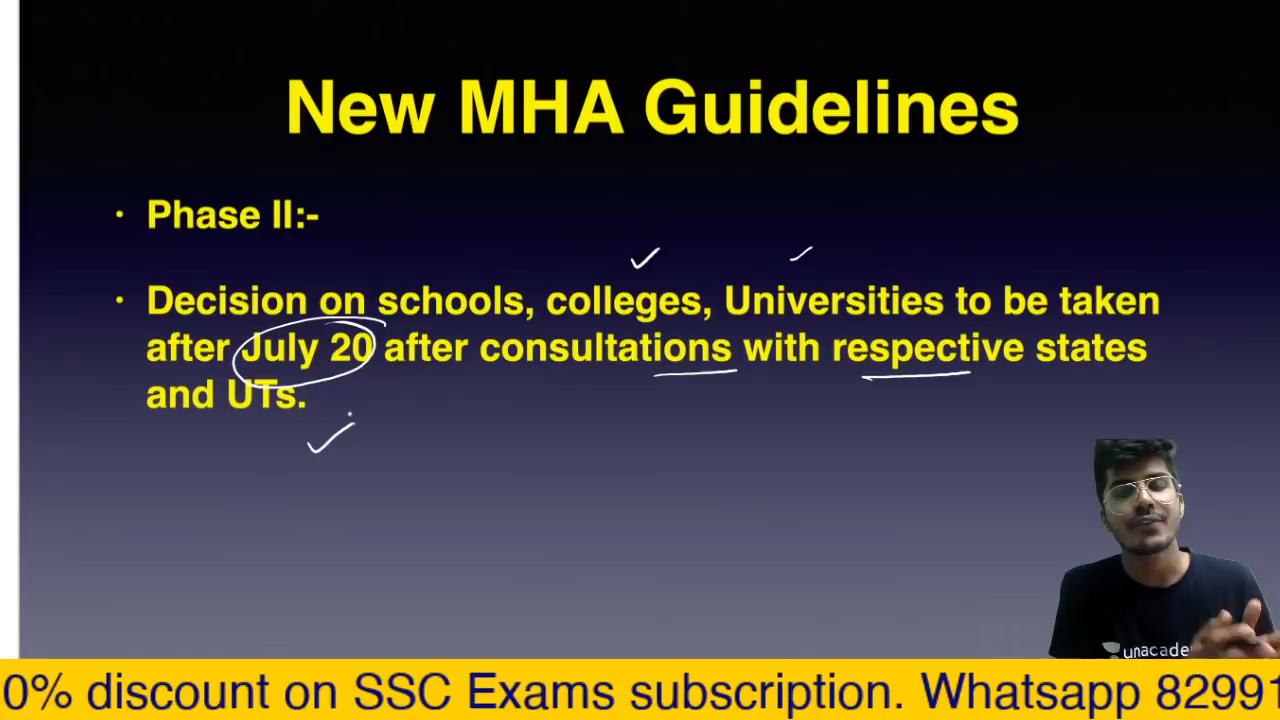 New MHA Guidelines
• Phase II:-
• Decision on schools, colleges, Universities to be taken
after July 20 after consultations with respective states
and UTs.
unacade
0% discount on SSC Exams subscription. Whatsapp 82991